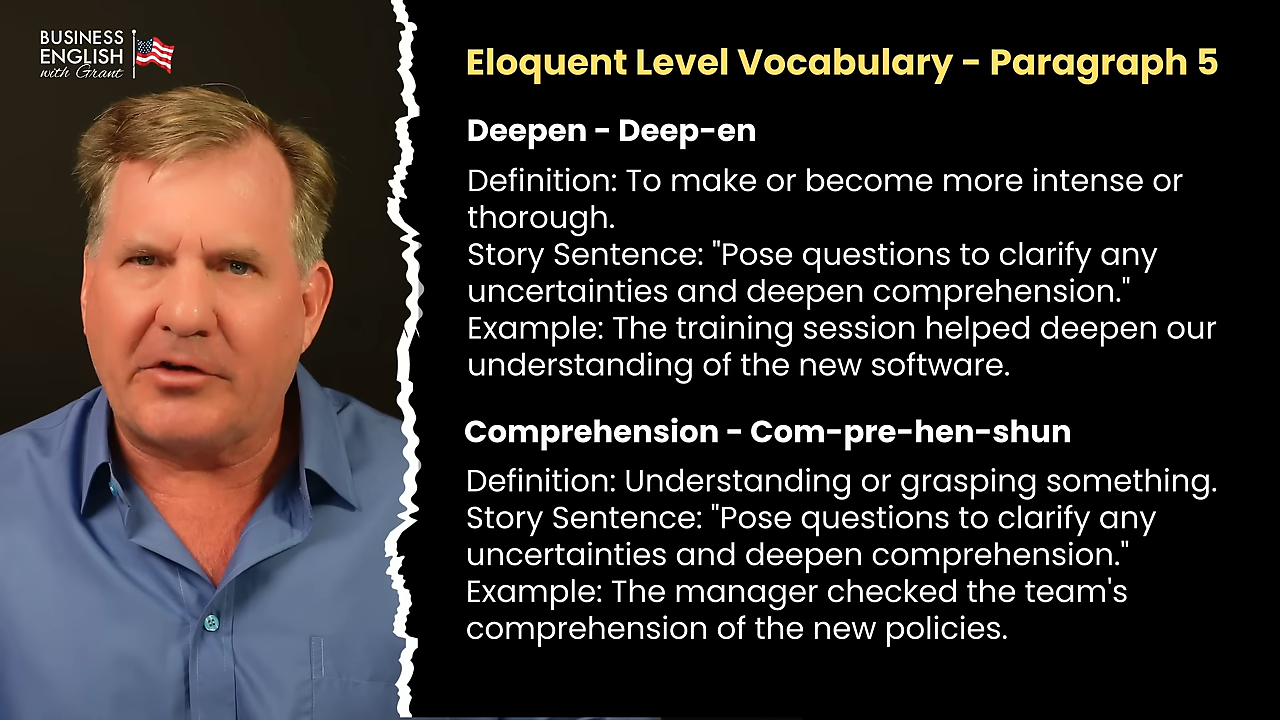 BUSINESS
ENGLISH
with Grant
Eloquent Level Vocabulary - Paragraph 5
Deepen - Deep-en
Definition: To make or become more intense or
thorough.
Story Sentence: "Pose questions to clarify any
uncertainties and deepen comprehension."
Example: The training session helped deepen our
understanding of the new software.
Comprehension - Com-pre-hen-shun
Definition: Understanding or grasping something.
Story Sentence: "Pose questions to clarify any
uncertainties and deepen comprehension."
Example: The manager checked the team's
comprehension of the new policies.